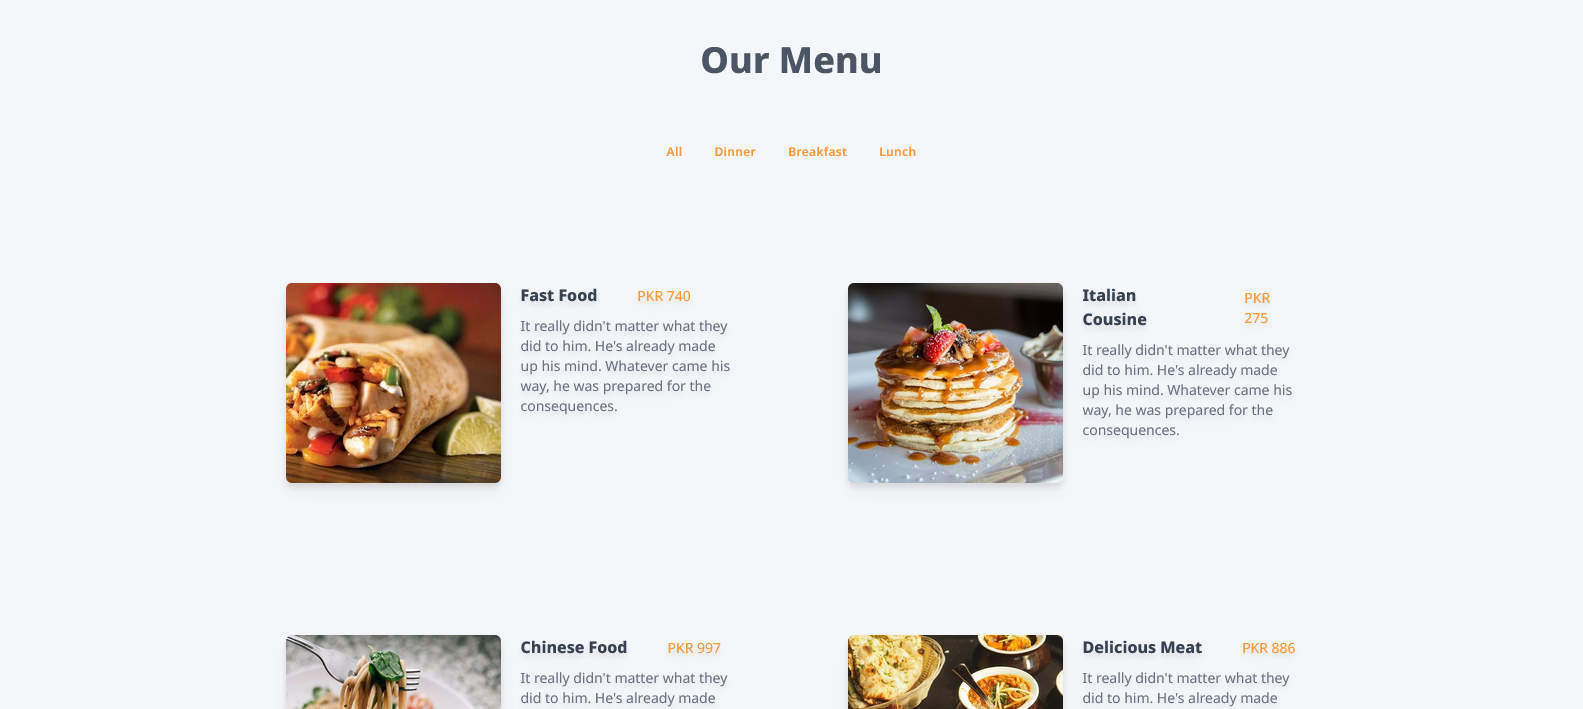 Our Menu
All Dinner Breakfast Lunch
Fast Food PKR 740
It really didn't matter what they
did to him. He's already made
up his mind. Whatever came his
way, he was prepared for the
consequences.
Italian
Cousine
PKR
275
It really didn't matter what they
did to him. He's already made
up his mind. Whatever came his
way, he was prepared for the
consequences.
Chinese Food PKR 997
It really didn't matter what they
did to him. He's already made
Delicious Meat PKR 886
It really didn't matter what they
did to him. He's already made